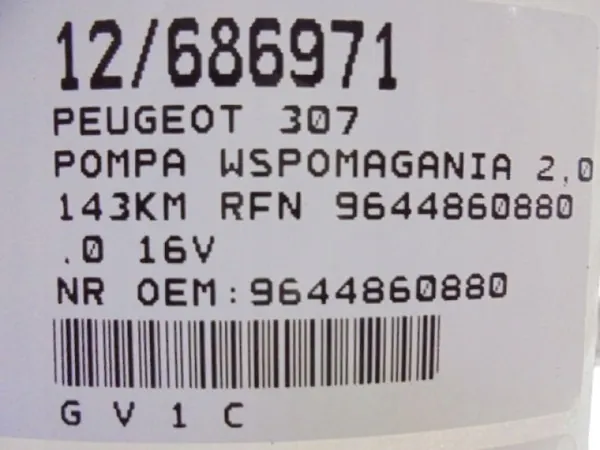 12/686971
PEUGEOT 307
POMPA WSPOMAGANIA 2,0
143KM RFN 9644860880
.0 16V
NR OEM:9644860880
G V 1 C